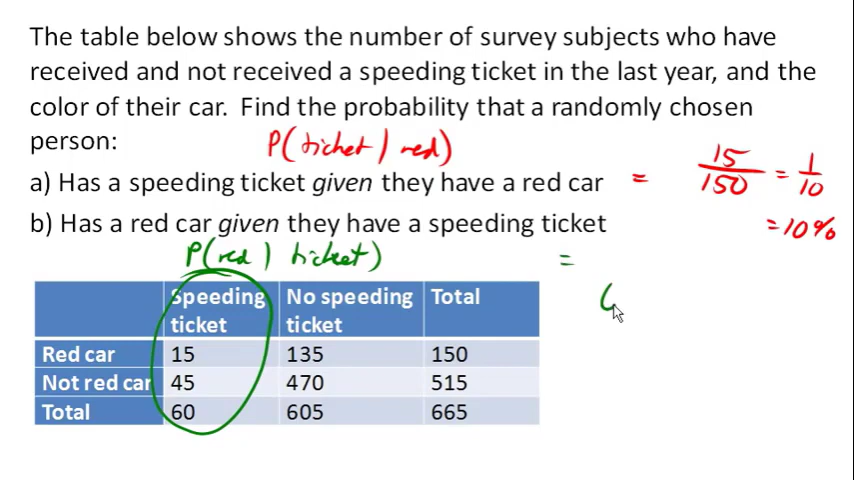 The table below shows the number of survey subjects who have
received and not received a speeding ticket in the last year, and the
color of their car. Find the probability that a randomly chosen
person:
P(ticket | red)
a) Has a speeding ticket given they have a red car = 15/150 = 1/10
= 10%
b) Has a red car given they have a speeding ticket
P(red | ticket) =
Speeding ticket No speeding ticket Total
Red car 15 135 150
Not red car 45 470 515
Total 60 605 665